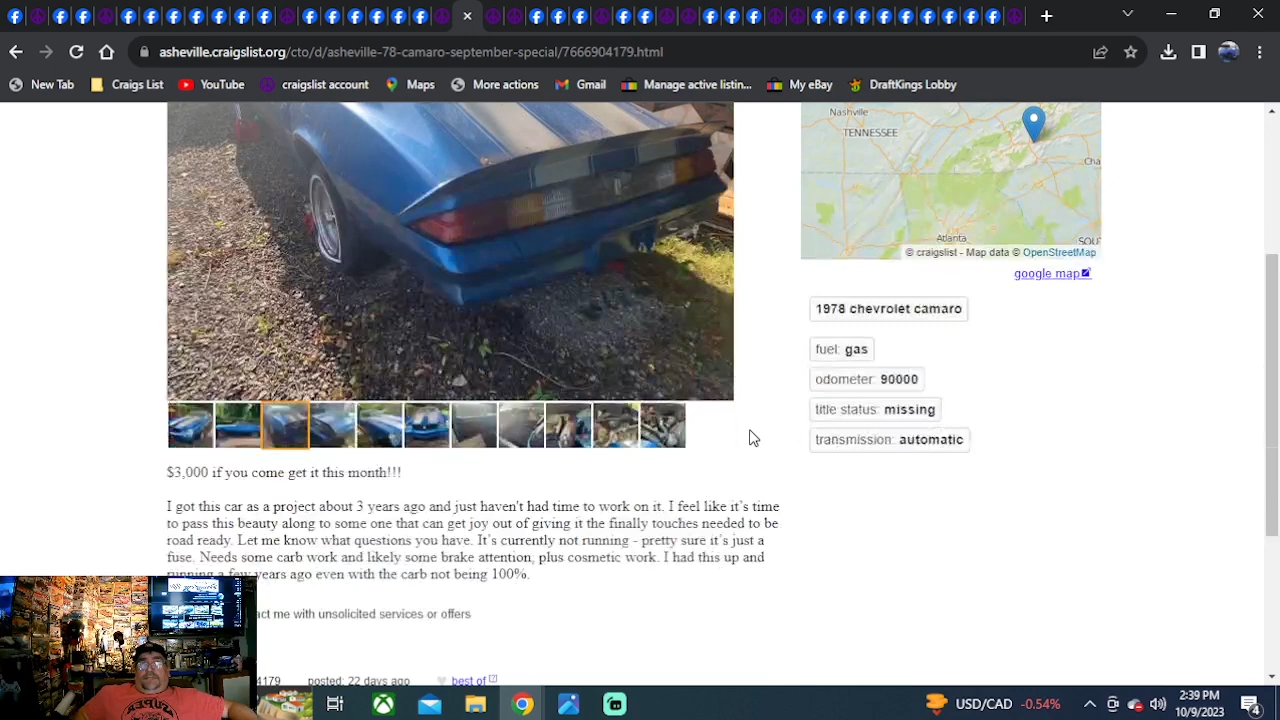 asheville.craigslist.org/cto/d/asheville-78-camaro-september-special/7666904179.html
New Tab
Craigs List
YouTube
craigslist account
Maps
More actions
Gmail
Manage active listin...
My eBay
DraftKings Lobby
Nashville
TENNESSEE
Cha
Atlanta
SOUT
© craigslist - Map data © OpenStreetMap
google map
1978 chevrolet camaro
fuel: gas
odometer: 90000
title status: missing
transmission: automatic
$3,000 if you come get it this month!!!
I got this car as a project about 3 years ago and just haven't had time to work on it. I feel like it's time
to pass this beauty along to some one that can get joy out of giving it the finally touches needed to be
road ready. Let me know what questions you have. It's currently not running - pretty sure it's just a
fuse. Needs some carb work and likely some brake attention, plus cosmetic work. I had this up and
running a few years ago even with the carb not being 100%.
act me with unsolicited services or offers
4179
posted: 22 days ago
best of [?]
USD/CAD -0.54%
2:39 PM
10/9/2023
4